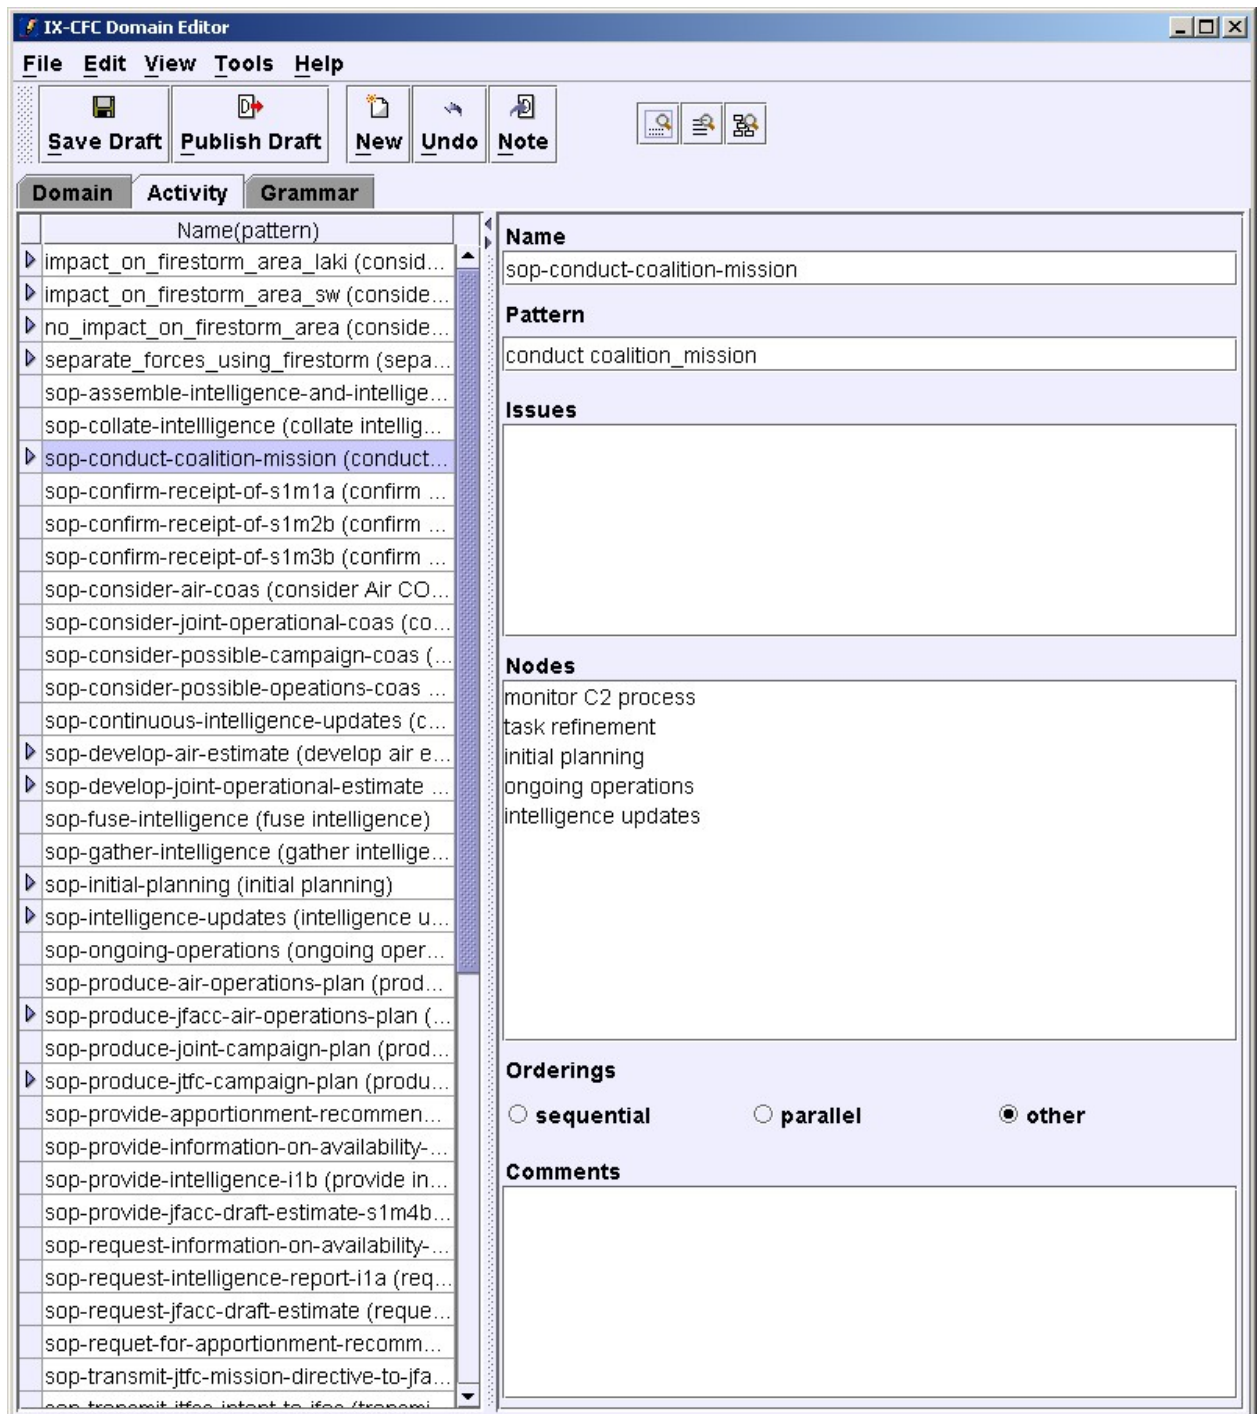 IX-CFC Domain Editor
File Edit View Tools Help
Save Draft Publish Draft New Undo Note
Domain Activity Grammar
Name(pattern)
impact_on_firestorm_area_laki (consid...
impact_on_firestorm_area_sw (conside...
no_impact_on_firestorm_area (conside...
separate_forces_using_firestorm (sepa...
sop-assemble-intelligence-and-intellige...
sop-collate-intellligence (collate intellig...
sop-conduct-coalition-mission (conduct...
sop-confirm-receipt-of-s1m1a (confirm ...
sop-confirm-receipt-of-s1m2b (confirm ...
sop-confirm-receipt-of-s1m3b (confirm ...
sop-consider-air-coas (consider Air CO...
sop-consider-joint-operational-coas (co...
sop-consider-possible-campaign-coas (...
sop-consider-possible-opeations-coas ...
sop-continuous-intelligence-updates (c...
sop-develop-air-estimate (develop air e...
sop-develop-joint-operational-estimate ...
sop-fuse-intelligence (fuse intelligence)
sop-gather-intelligence (gather intellige...
sop-initial-planning (initial planning)
sop-intelligence-updates (intelligence u...
sop-ongoing-operations (ongoing oper...
sop-produce-air-operations-plan (prod...
sop-produce-jfacc-air-operations-plan (...
sop-produce-joint-campaign-plan (prod...
sop-produce-jtfc-campaign-plan (produ...
sop-provide-apportionment-recommen...
sop-provide-information-on-availability-...
sop-provide-intelligence-i1b (provide in...
sop-provide-jfacc-draft-estimate-s1m4b...
sop-request-information-on-availability-...
sop-request-intelligence-report-i1a (req...
sop-request-jfacc-draft-estimate (reque...
sop-requet-for-apportionment-recomm...
sop-transmit-jtfc-mission-directive-to-jfa...
Name
sop-conduct-coalition-mission
Pattern
conduct coalition_mission
Issues
Nodes
monitor C2 process
task refinement
initial planning
ongoing operations
intelligence updates
Orderings
sequential parallel other
Comments